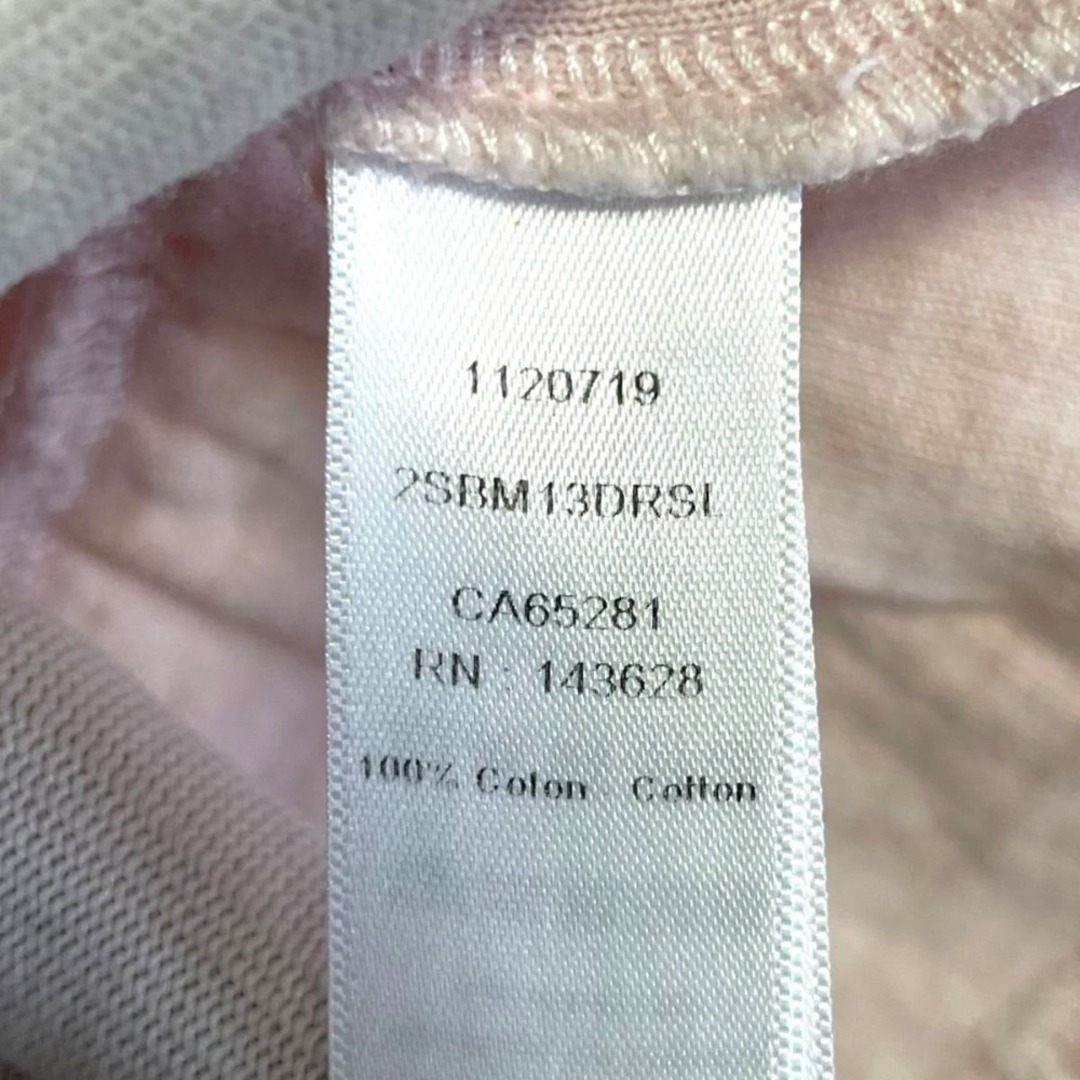 1120719
2SBM13DRSL
CA65281
RN : 143628
100% Coton Cotton